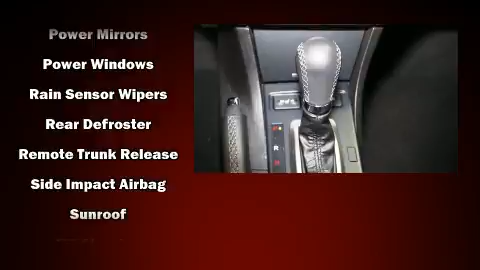 Power Mirrors
Power Windows
Rain Sensor Wipers
Rear Defroster
Remote Trunk Release
Side Impact Airbag
Sunroof
R